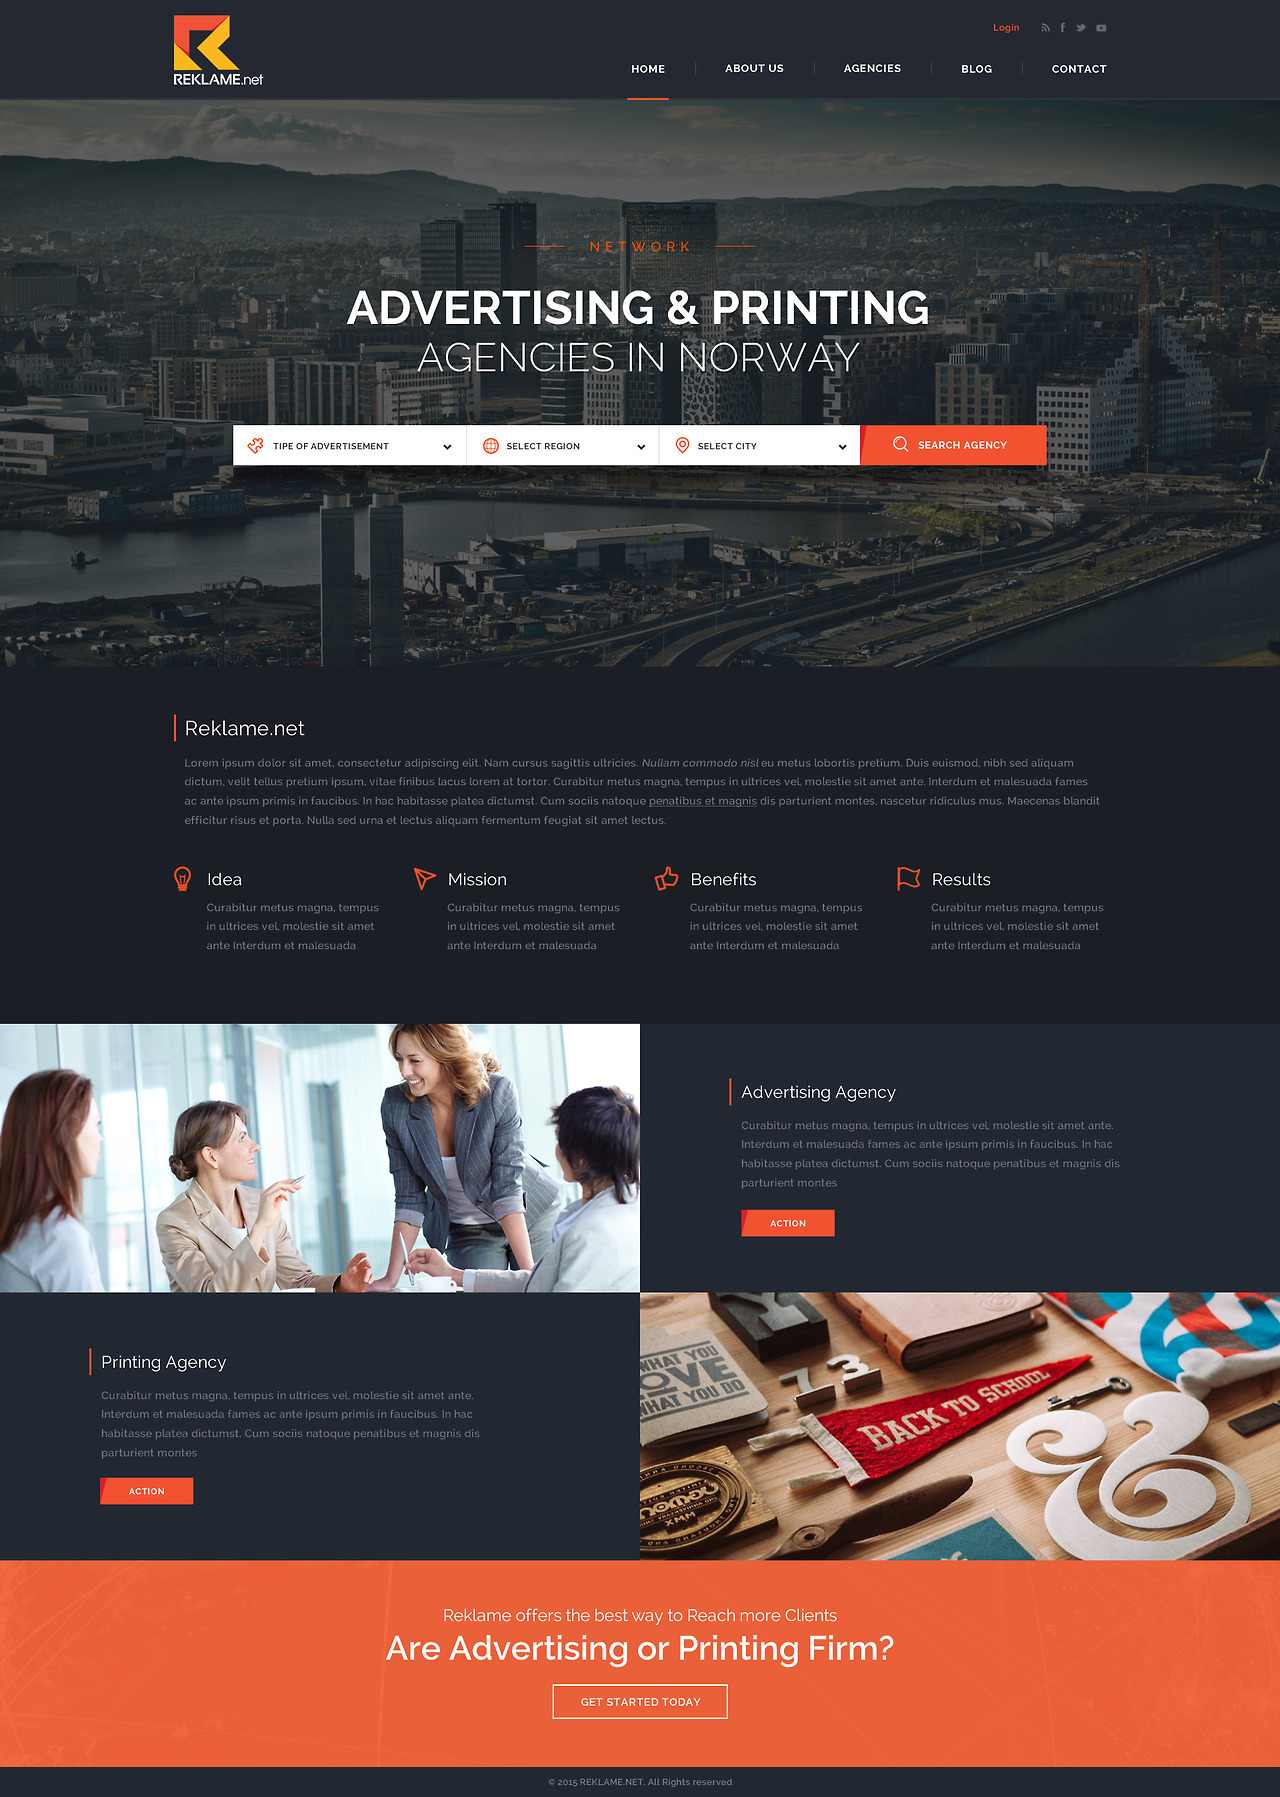 Login
REKLAME.net
HOME
ABOUT US
AGENCIES
BLOG
CONTACT
NETWORK
ADVERTISING & PRINTING
AGENCIES IN NORWAY
TIPE OF ADVERTISEMENT
SELECT REGION
SELECT CITY
SEARCH AGENCY
Reklame.net
Lorem ipsum dolor sit amet, consectetur adipiscing elit. Nam cursus sagittis ultricies. Nullam commodo nisl eu metus lobortis pretium. Duis euismod, nibh sed aliquam
dictum, velit tellus pretium ipsum, vitae finibus lacus lorem at tortor. Curabitur metus magna, tempus in ultrices vel, molestie sit amet ante. Interdum et malesuada fames
ac ante ipsum primis in faucibus. In hac habitasse platea dictumst. Cum sociis natoque penatibus et magnis dis parturient montes, nascetur ridiculus mus. Maecenas blandit
efficitur risus et porta. Nulla sed urna et lectus aliquam fermentum feugiat sit amet lectus.
Idea
Curabitur metus magna, tempus
in ultrices vel, molestie sit amet
ante Interdum et malesuada
Mission
Curabitur metus magna, tempus
in ultrices vel, molestie sit amet
ante Interdum et malesuada
Benefits
Curabitur metus magna, tempus
in ultrices vel, molestie sit amet
ante Interdum et malesuada
Results
Curabitur metus magna, tempus
in ultrices vel, molestie sit amet
ante Interdum et malesuada
Advertising Agency
Curabitur metus magna, tempus in ultrices vel, molestie sit amet ante.
Interdum et malesuada fames ac ante ipsum primis in faucibus. In hac
habitasse platea dictumst. Cum sociis natoque penatibus et magnis dis
parturient montes
ACTION
Printing Agency
Curabitur metus magna, tempus in ultrices vel, molestie sit amet ante.
Interdum et malesuada fames ac ante ipsum primis in faucibus. In hac
habitasse platea dictumst. Cum sociis natoque penatibus et magnis dis
parturient montes
ACTION
Y
WHAT YOU
LOVE
WHAT YOU DO
73
BACK TO SCHOOL
&
XMM
Reklame offers the best way to Reach more Clients
Are Advertising or Printing Firm?
GET STARTED TODAY
© 2015 REKLAME.NET. All Rights reserved